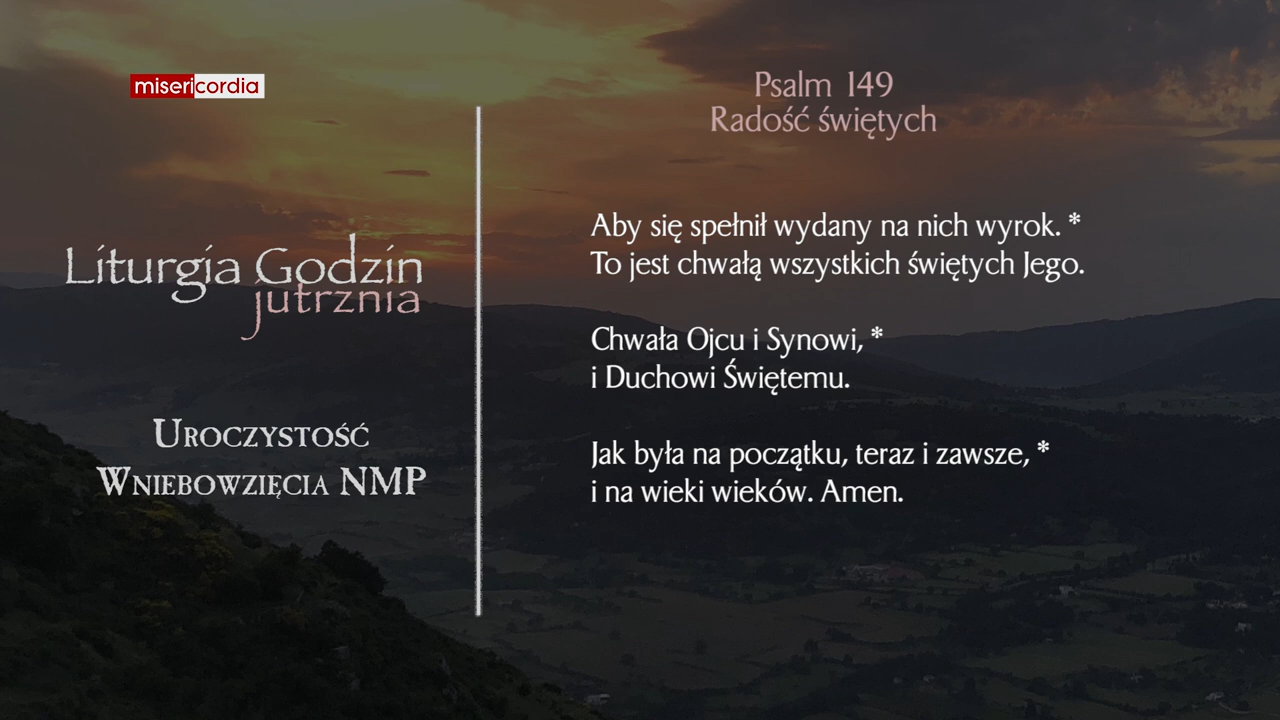 misericordia
Liturgia Godzin
jutrznia
Uroczystość
Wniebowzięcia NMP
Psalm 149
Radość świętych
Aby się spełnił wydany na nich wyrok. *
To jest chwałą wszystkich świętych Jego.
Chwała Ojcu i Synowi, *
i Duchowi Świętemu.
Jak była na początku, teraz i zawsze, *
i na wieki wieków. Amen.